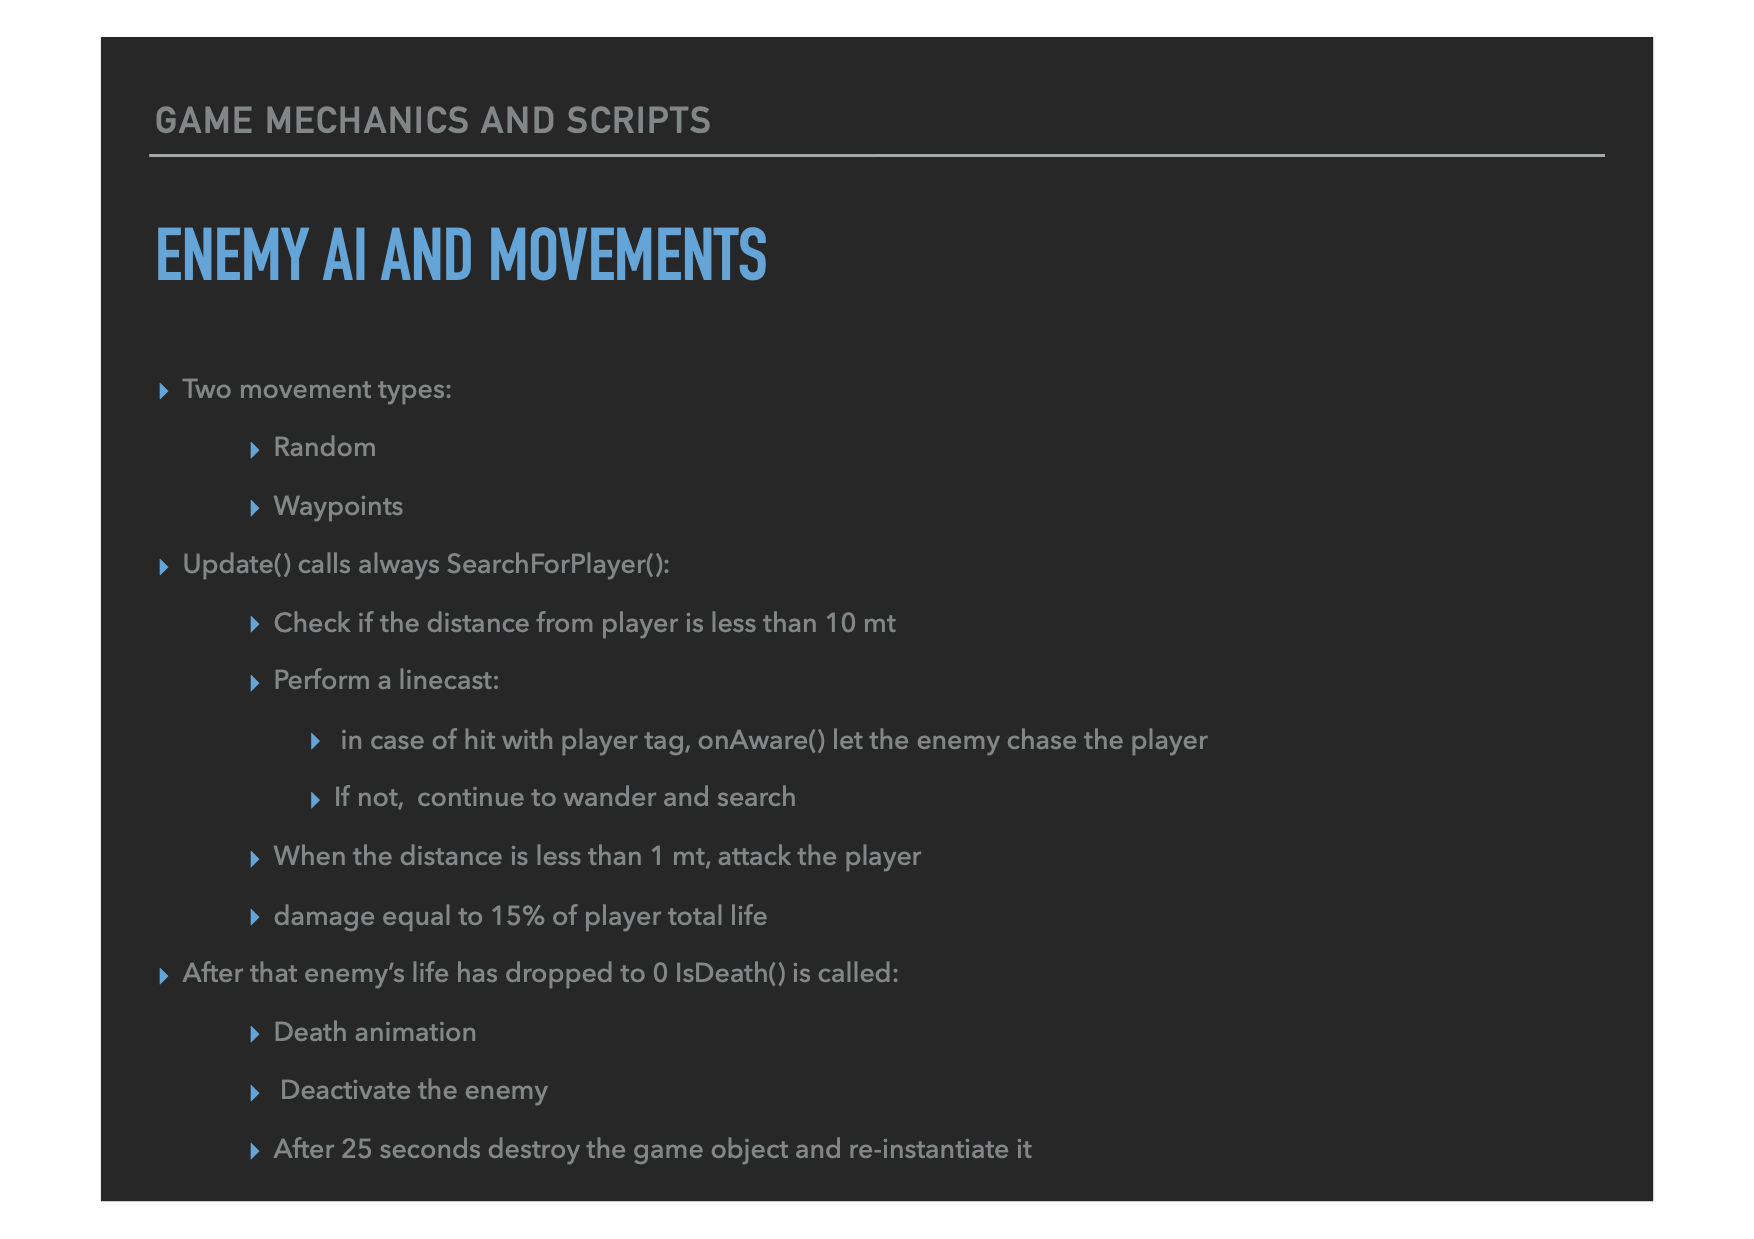 GAME MECHANICS AND SCRIPTS
ENEMY AI AND MOVEMENTS
Two movement types:
Random
Waypoints
Update() calls always SearchForPlayer():
Check if the distance from player is less than 10 mt
Perform a linecast:
in case of hit with player tag, onAware() let the enemy chase the player
If not,  continue to wander and search
When the distance is less than 1 mt, attack the player
damage equal to 15% of player total life
After that enemy’s life has dropped to 0 IsDeath() is called:
Death animation
Deactivate the enemy
After 25 seconds destroy the game object and re-instantiate it